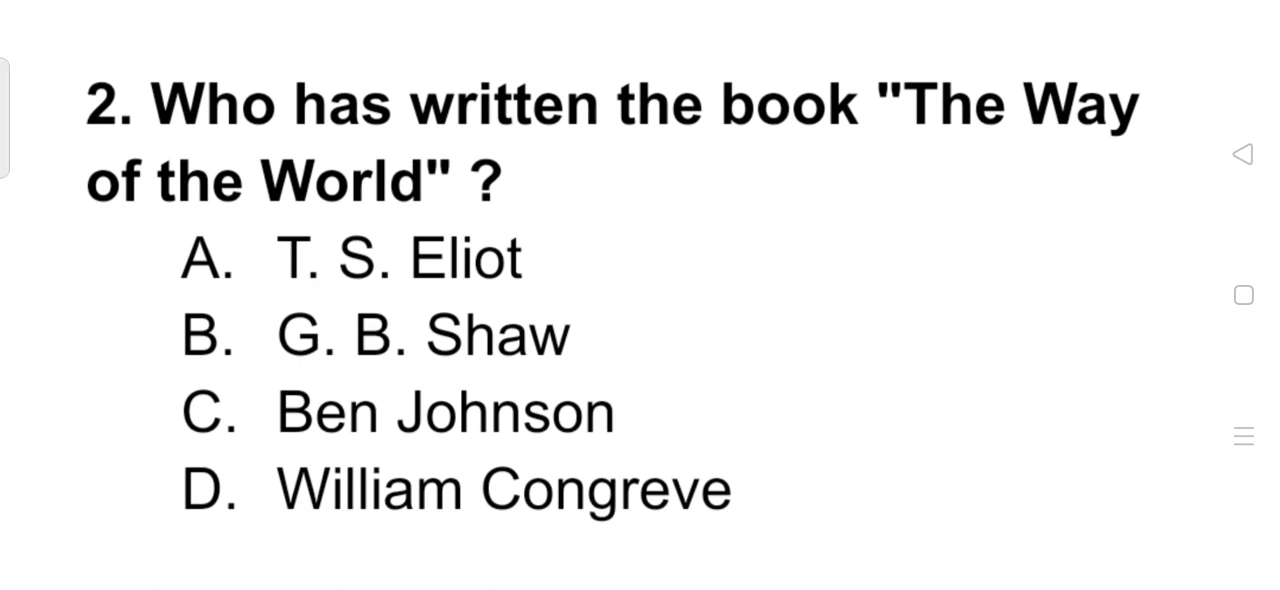 2. Who has written the book "The Way
of the World" ?
A. T. S. Eliot
B. G. B. Shaw
C. Ben Johnson
D. William Congreve